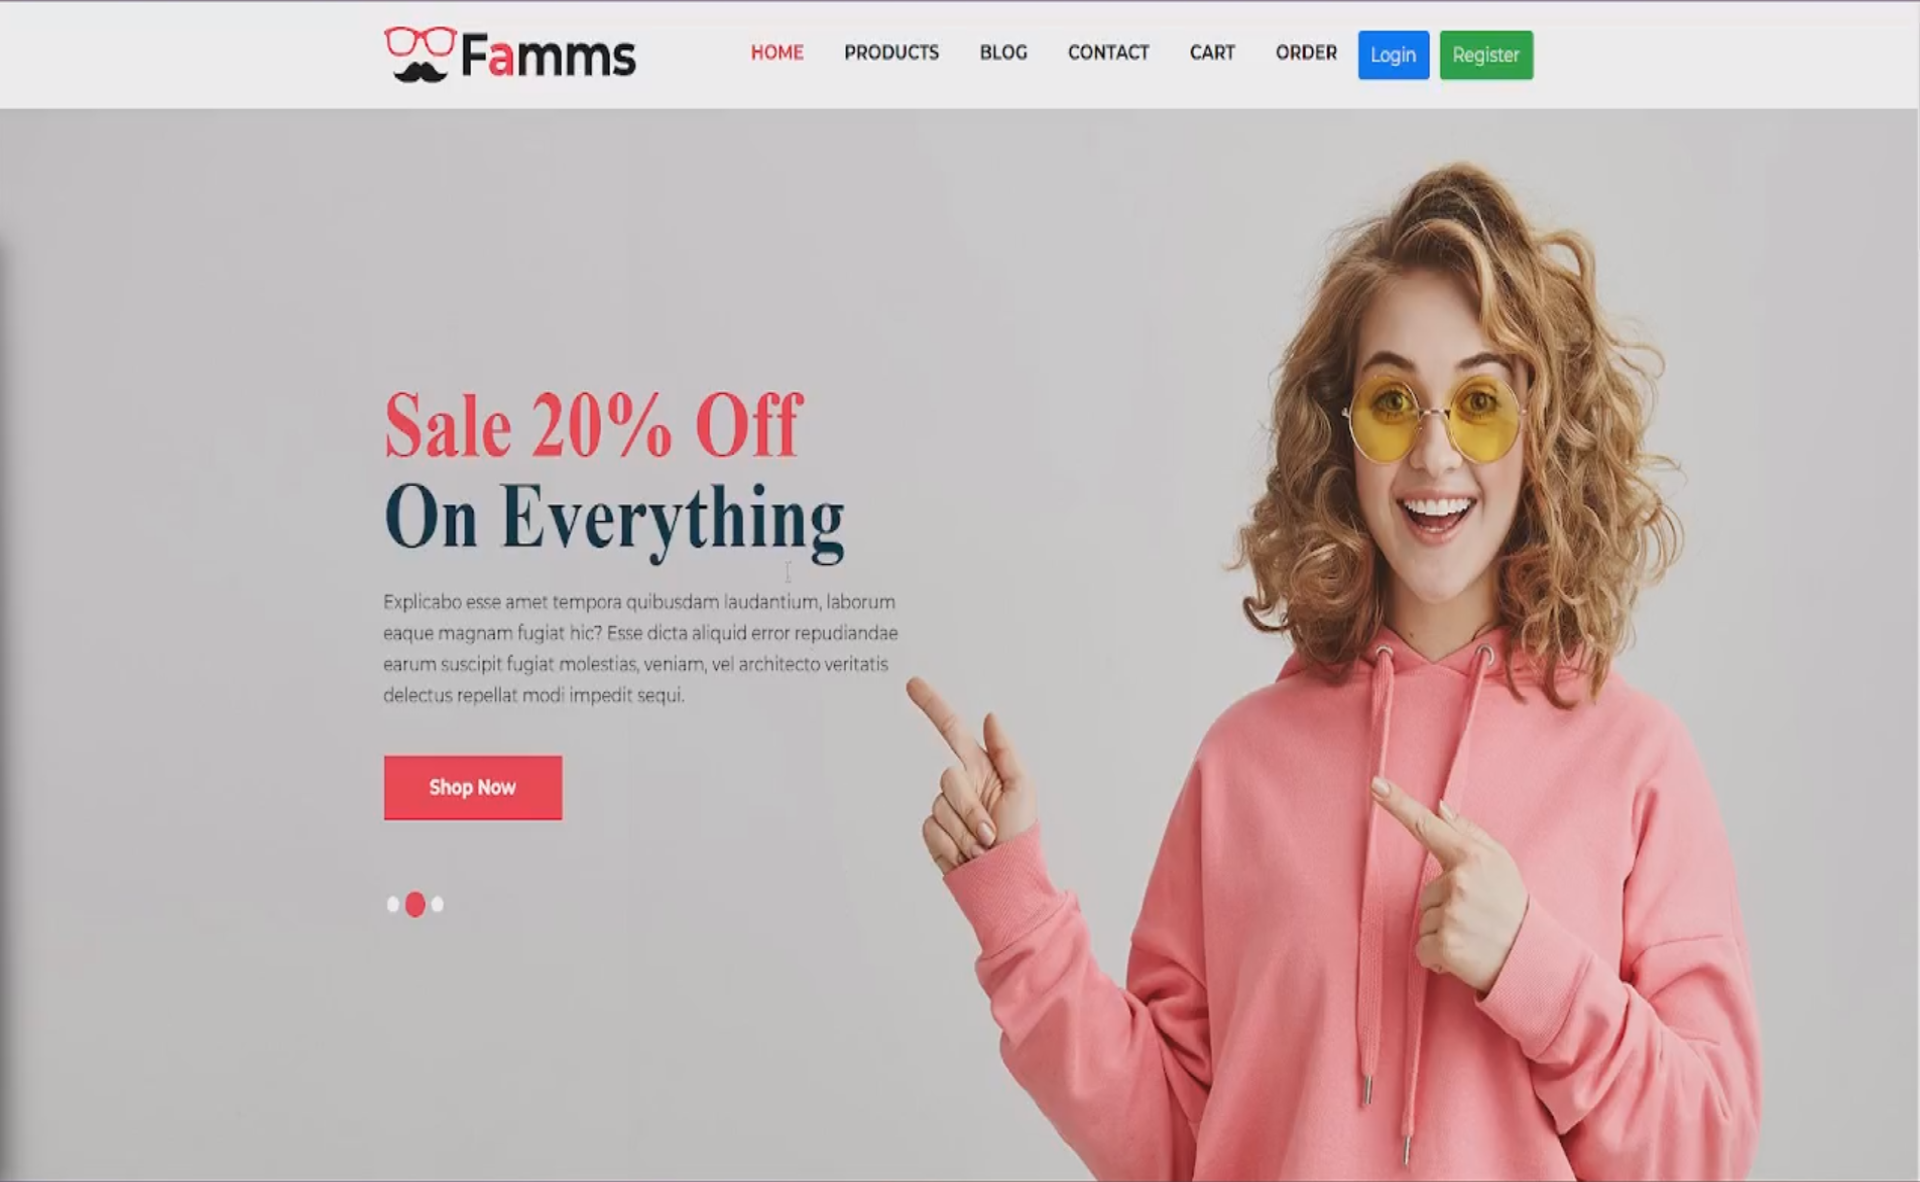 Famms
HOME PRODUCTS BLOG CONTACT CART ORDER Login Register
Sale 20% Off
On Everything
Explicabo esse amet tempora quibusdam laudantium, laborum
eaque magnam fugiat hic? Esse dicta aliquid error repudiandae
earum suscipit fugiat molestias, veniam, vel architecto veritatis
delectus repellat modi impedit sequi.
Shop Now